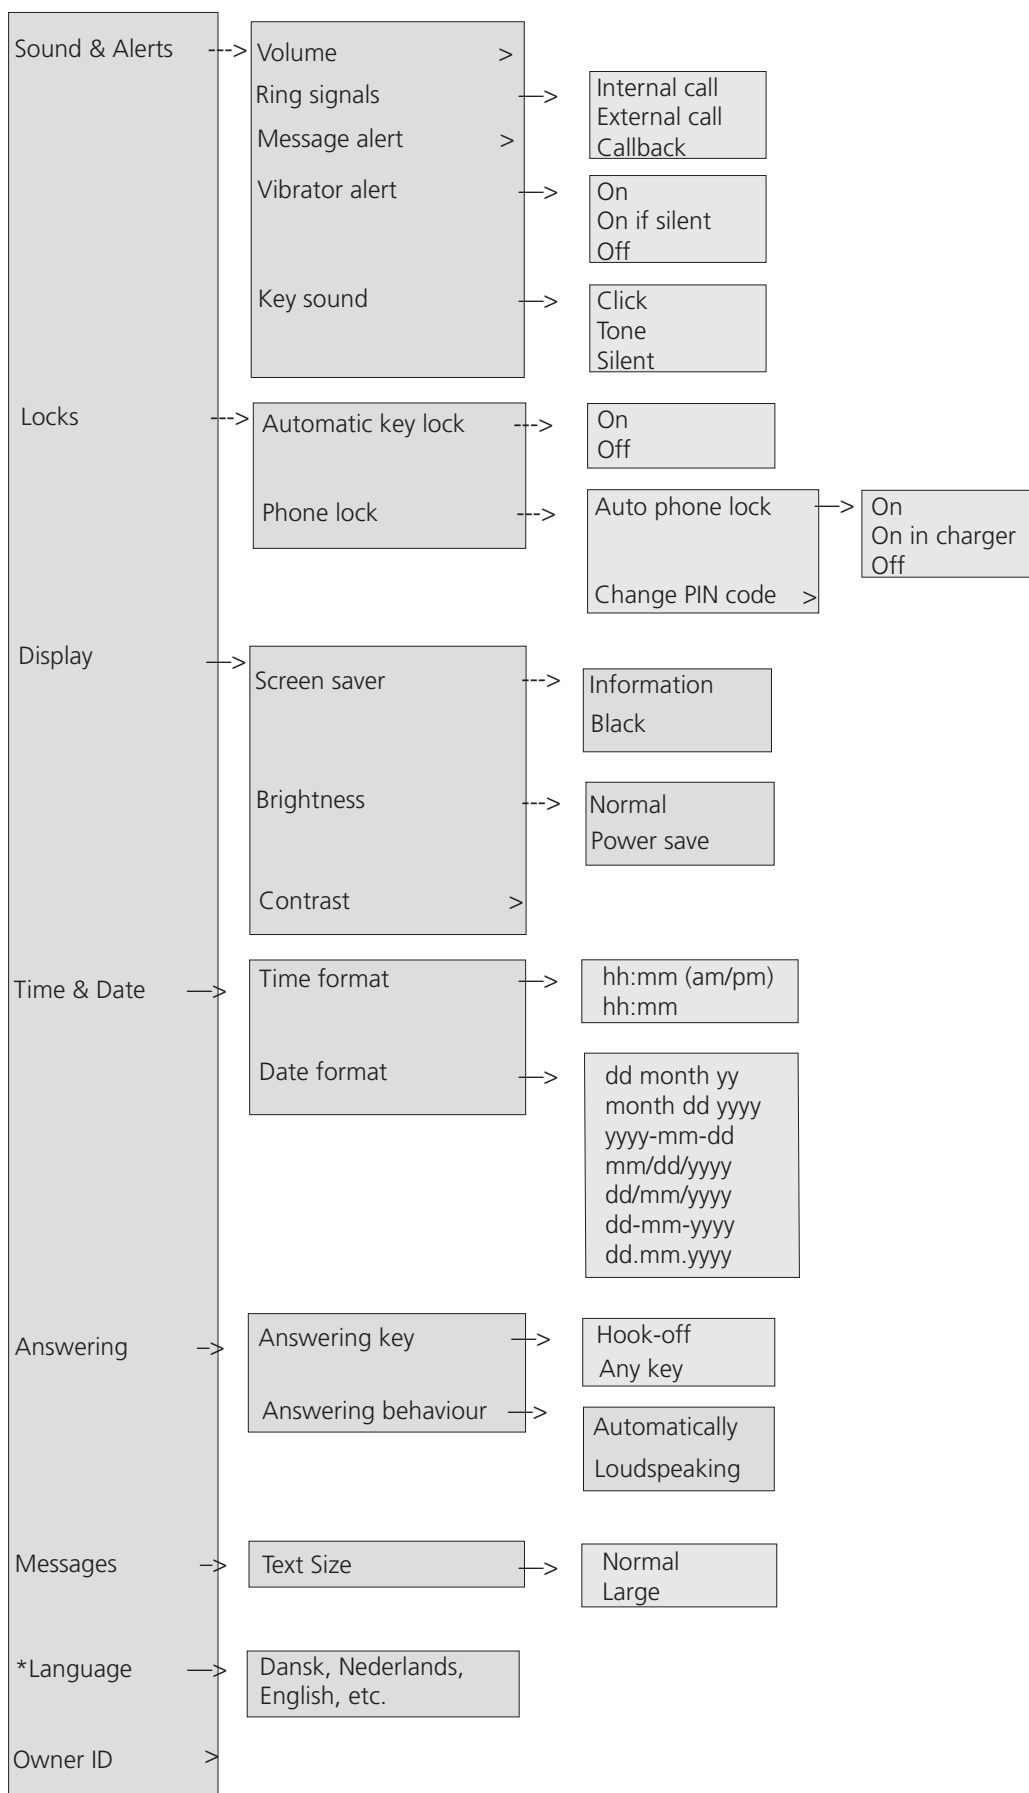 Sound & Alerts ---> Volume >
Ring signals —> Internal call
External call
Callback
Message alert >
Vibrator alert —> On
On if silent
Off
Key sound —> Click
Tone
Silent
Locks ---> Automatic key lock ---> On
Off
Phone lock ---> Auto phone lock —> On
On in charger
Off
Change PIN code >
Display —> Screen saver ---> Information
Black
Brightness ---> Normal
Power save
Contrast >
Time & Date —> Time format —> hh:mm (am/pm)
hh:mm
Date format —> dd month yy
month dd yyyy
yyyy-mm-dd
mm/dd/yyyy
dd/mm/yyyy
dd-mm-yyyy
dd.mm.yyyy
Answering –> Answering key —> Hook-off
Any key
Answering behaviour —> Automatically
Loudspeaking
Messages –> Text Size —> Normal
Large
*Language —> Dansk, Nederlands,
English, etc.
Owner ID >